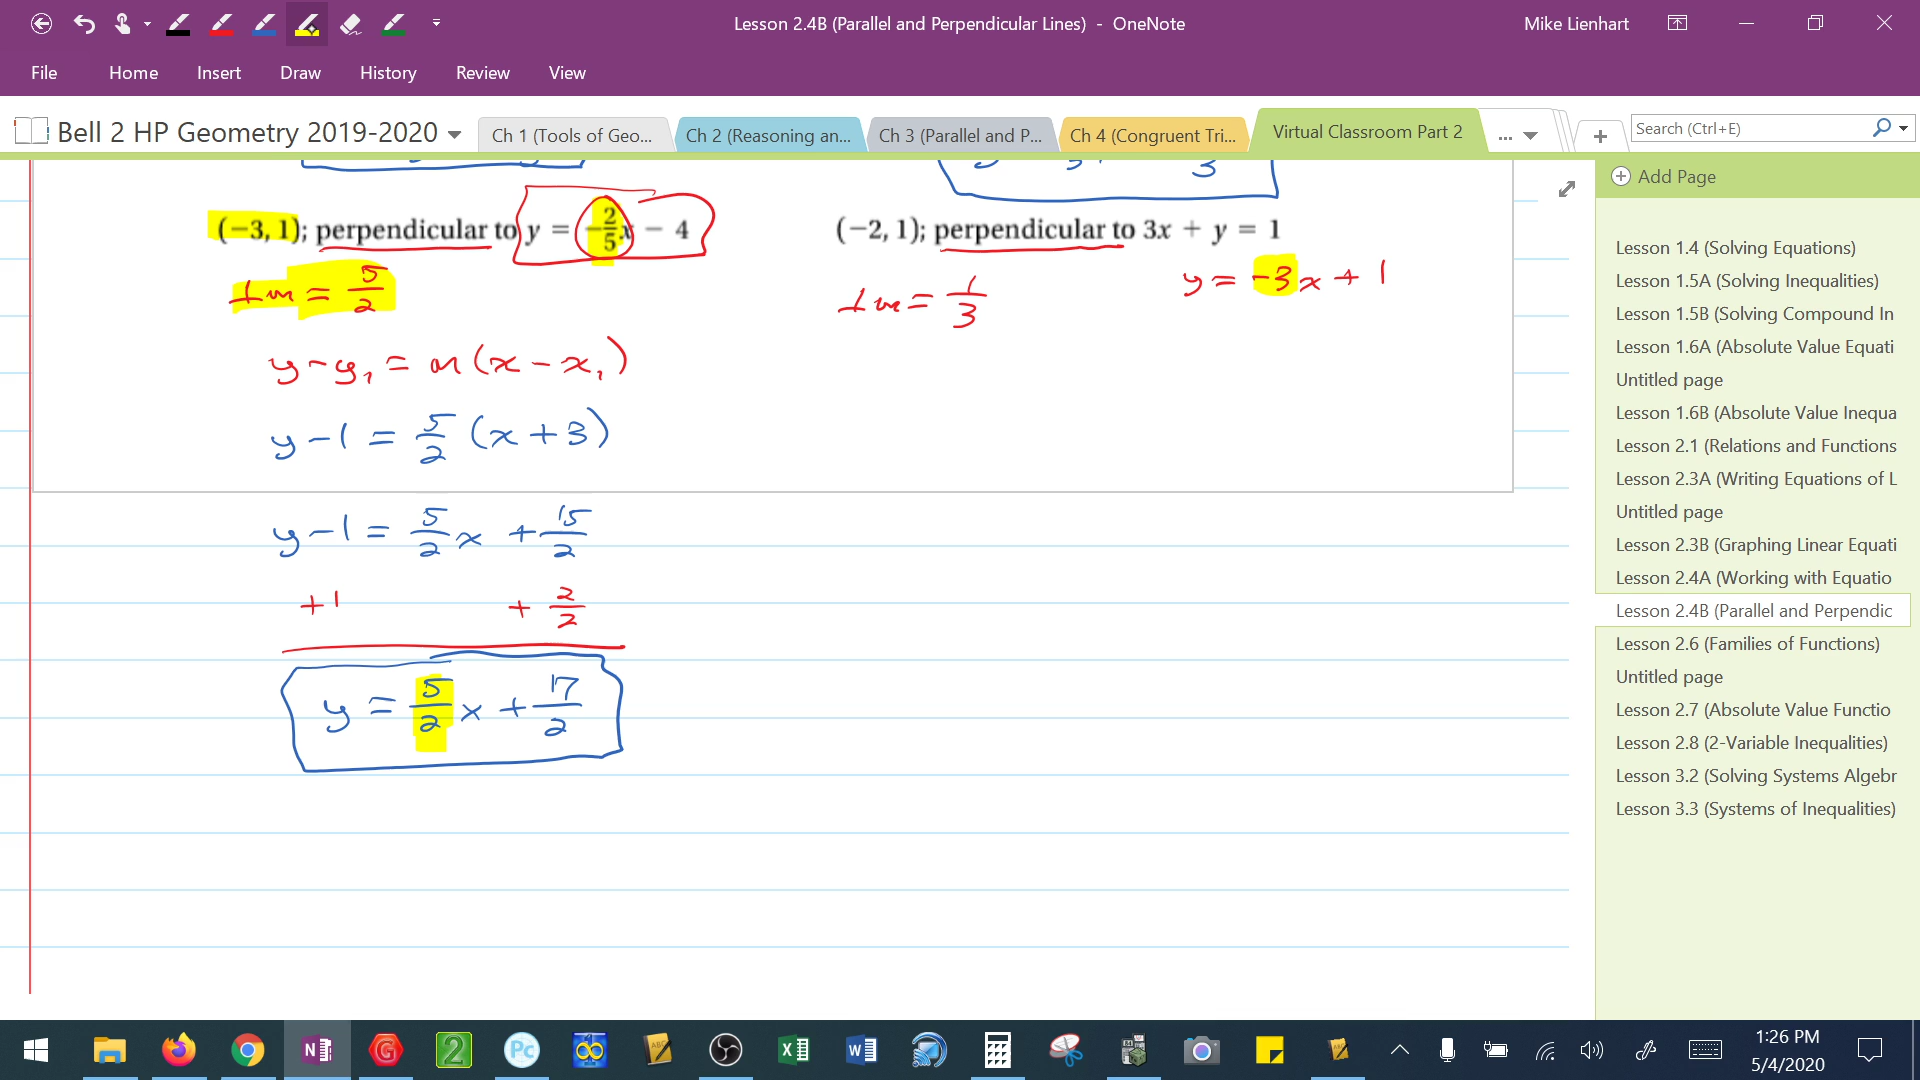 Lesson 2.4B (Parallel and Perpendicular Lines) - OneNote
Mike Lienhart
File Home Insert Draw History Review View
Bell 2 HP Geometry 2019-2020
Ch 1 (Tools of Geo...
Ch 2 (Reasoning an...
Ch 3 (Parallel and P...
Ch 4 (Congruent Tri...
Virtual Classroom Part 2
...
Search (Ctrl+E)
Add Page
(−3, 1); perpendicular to y = −2/5x − 4
⊥m = 5/2
y − y₁ = m(x − x₁)
y − 1 = 5/2 (x + 3)
y − 1 = 5/2 x + 15/2
+1 + 2/2
y = 5/2 x + 17/2
(−2, 1); perpendicular to 3x + y = 1
y = −3x + 1
⊥m = 1/3
Lesson 1.4 (Solving Equations)
Lesson 1.5A (Solving Inequalities)
Lesson 1.5B (Solving Compound In
Lesson 1.6A (Absolute Value Equati
Untitled page
Lesson 1.6B (Absolute Value Inequa
Lesson 2.1 (Relations and Functions
Lesson 2.3A (Writing Equations of L
Untitled page
Lesson 2.3B (Graphing Linear Equati
Lesson 2.4A (Working with Equatio
Lesson 2.4B (Parallel and Perpendic
Lesson 2.6 (Families of Functions)
Untitled page
Lesson 2.7 (Absolute Value Functio
Lesson 2.8 (2-Variable Inequalities)
Lesson 3.2 (Solving Systems Algebr
Lesson 3.3 (Systems of Inequalities)
1:26 PM
5/4/2020